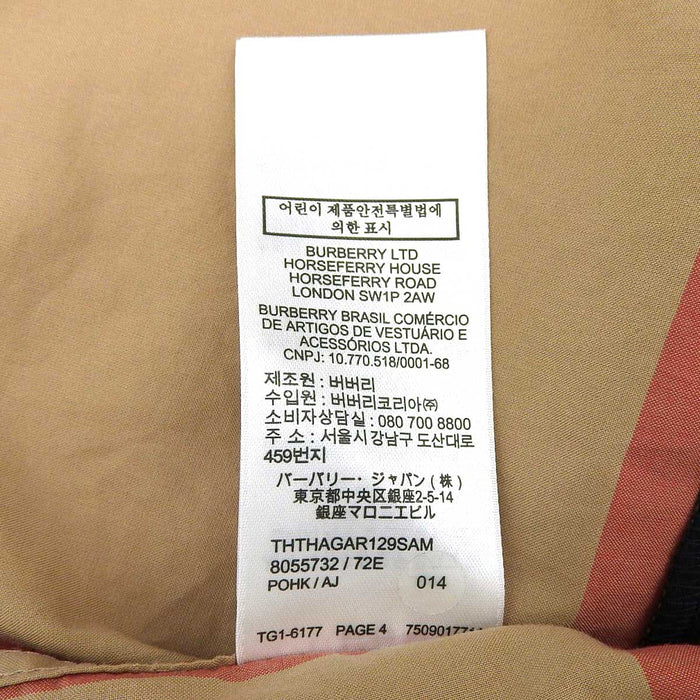 어린이 제품안전특별법에
의한 표시
BURBERRY LTD
HORSEFERRY HOUSE
HORSEFERRY ROAD
LONDON SW1P 2AW
BURBERRY BRASIL COMÉRCIO
DE ARTIGOS DE VESTUÁRIO E
ACESSÓRIOS LTDA.
CNPJ: 10.770.518/0001-68
제조원 : 버버리
수입원 : 버버리코리아㈜
소비자상담실 : 080 700 8800
주 소 : 서울시 강남구 도산대로
459번지
バーバリー・ジャパン(株)
東京都中央区銀座2-5-14
銀座マロニエビル
THTHAGAR129SAM
8055732 / 72E
POHK / AJ 014
TG1-6177 PAGE 4